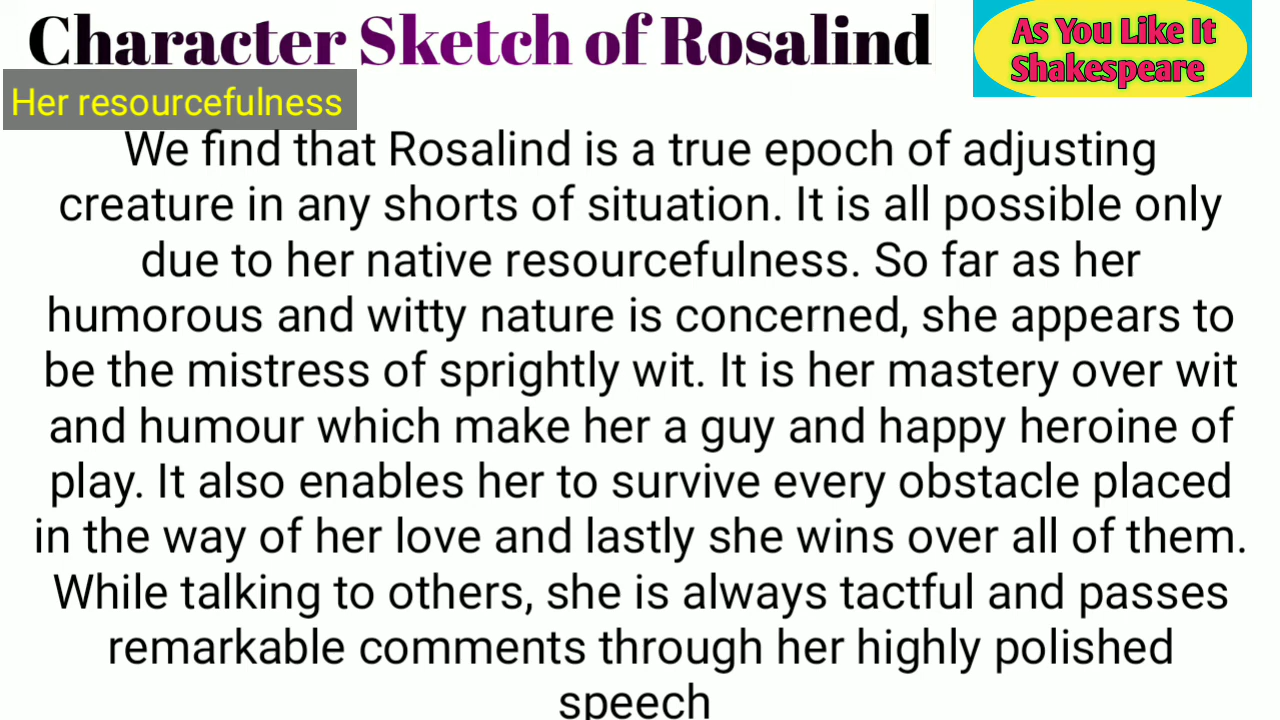 Character Sketch of Rosalind
As You Like It
Shakespeare
Her resourcefulness
We find that Rosalind is a true epoch of adjusting
creature in any shorts of situation. It is all possible only
due to her native resourcefulness. So far as her
humorous and witty nature is concerned, she appears to
be the mistress of sprightly wit. It is her mastery over wit
and humour which make her a guy and happy heroine of
play. It also enables her to survive every obstacle placed
in the way of her love and lastly she wins over all of them.
While talking to others, she is always tactful and passes
remarkable comments through her highly polished
speech